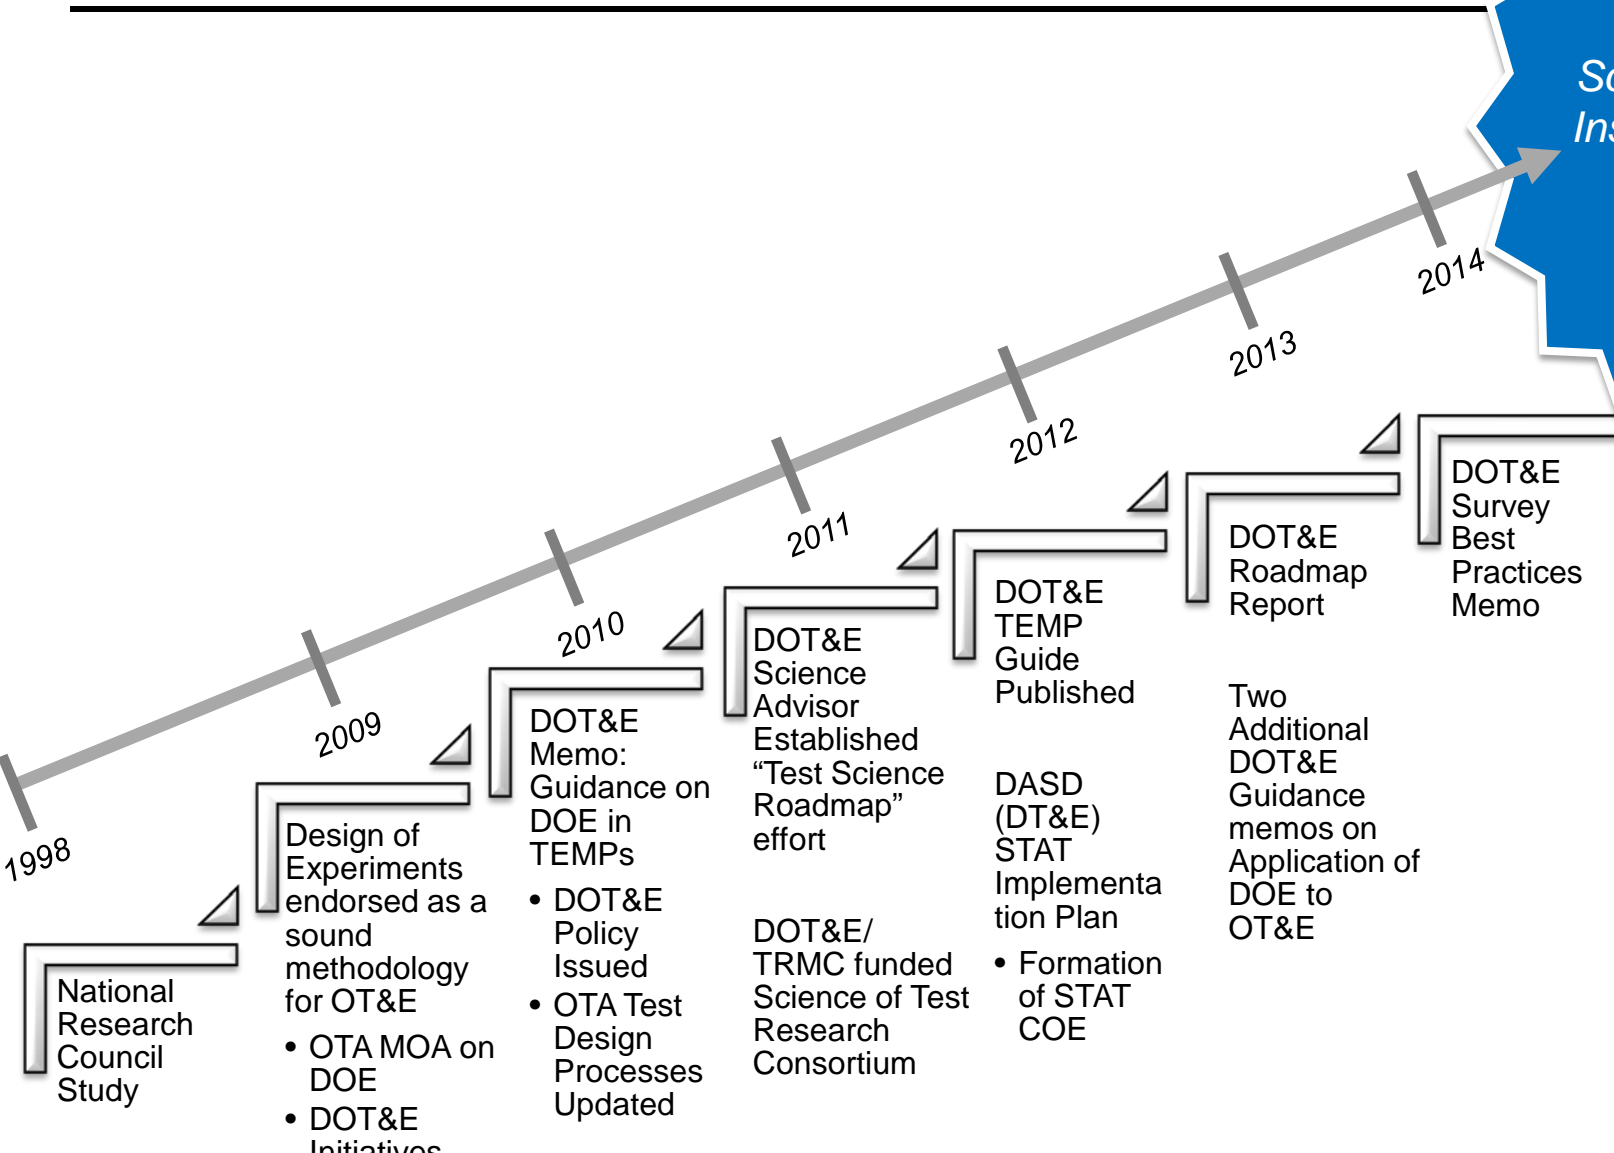 1998
2009
2010
2011
2012
2013
2014
National
Research
Council
Study
Design of
Experiments
endorsed as a
sound
methodology
for OT&E
• OTA MOA on
DOE
• DOT&E
Initiatives
DOT&E
Memo:
Guidance on
DOE in
TEMPs
• DOT&E
Policy
Issued
• OTA Test
Design
Processes
Updated
DOT&E
Science
Advisor
Established
“Test Science
Roadmap”
effort
DOT&E/
TRMC funded
Science of Test
Research
Consortium
DOT&E
TEMP
Guide
Published
DASD
(DT&E)
STAT
Implementa
tion Plan
• Formation
of STAT
COE
DOT&E
Roadmap
Report
Two
Additional
DOT&E
Guidance
memos on
Application of
DOE to
OT&E
DOT&E
Survey
Best
Practices
Memo